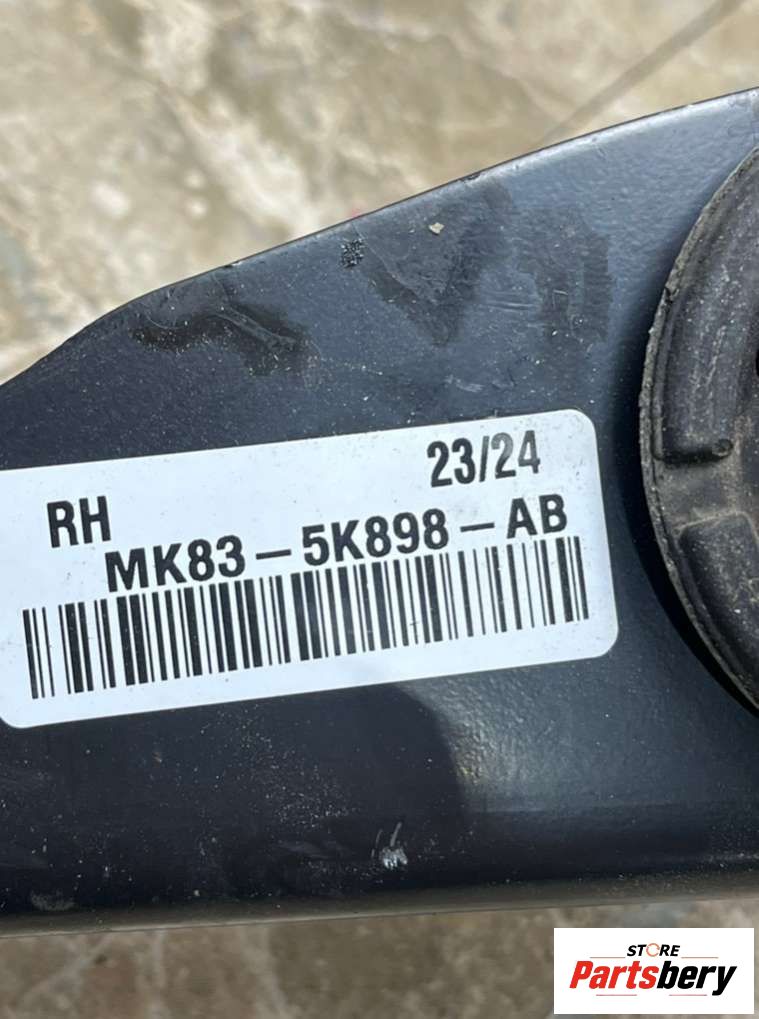 RH
23/24
MK83-5K898-AB
STORE
Partsbery